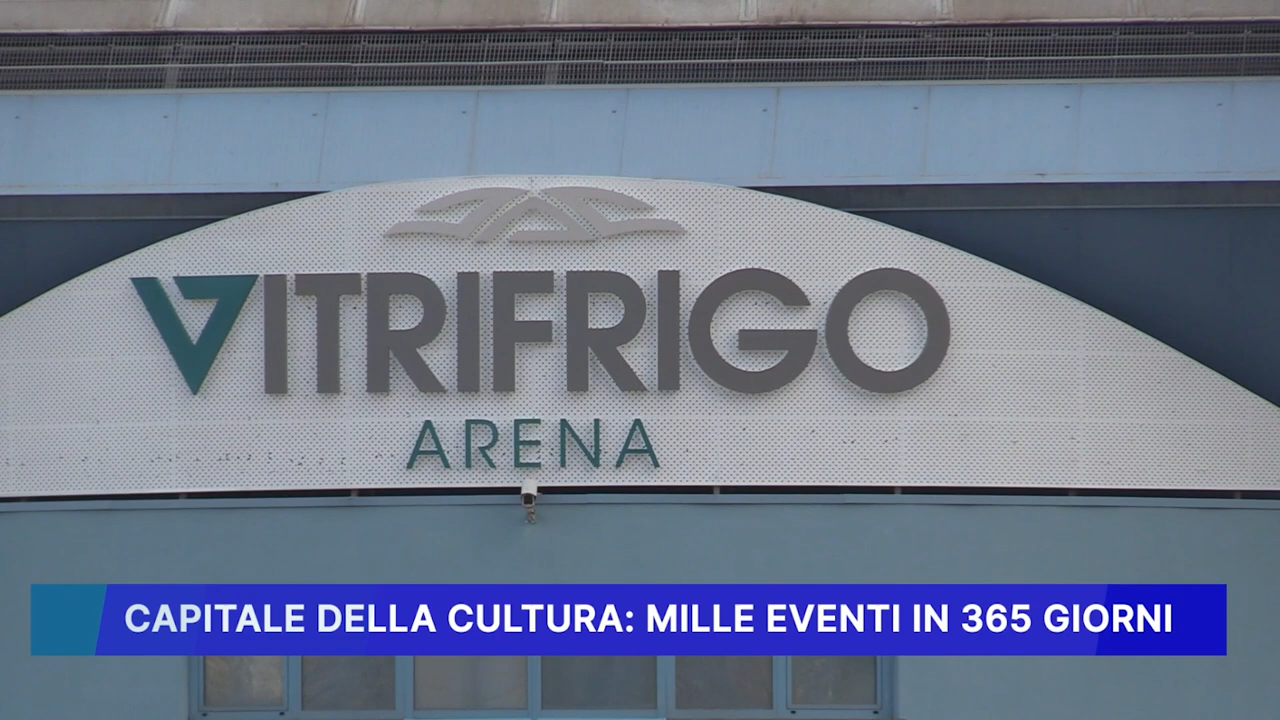 VITRIFRIGO
ARENA
CAPITALE DELLA CULTURA: MILLE EVENTI IN 365 GIORNI